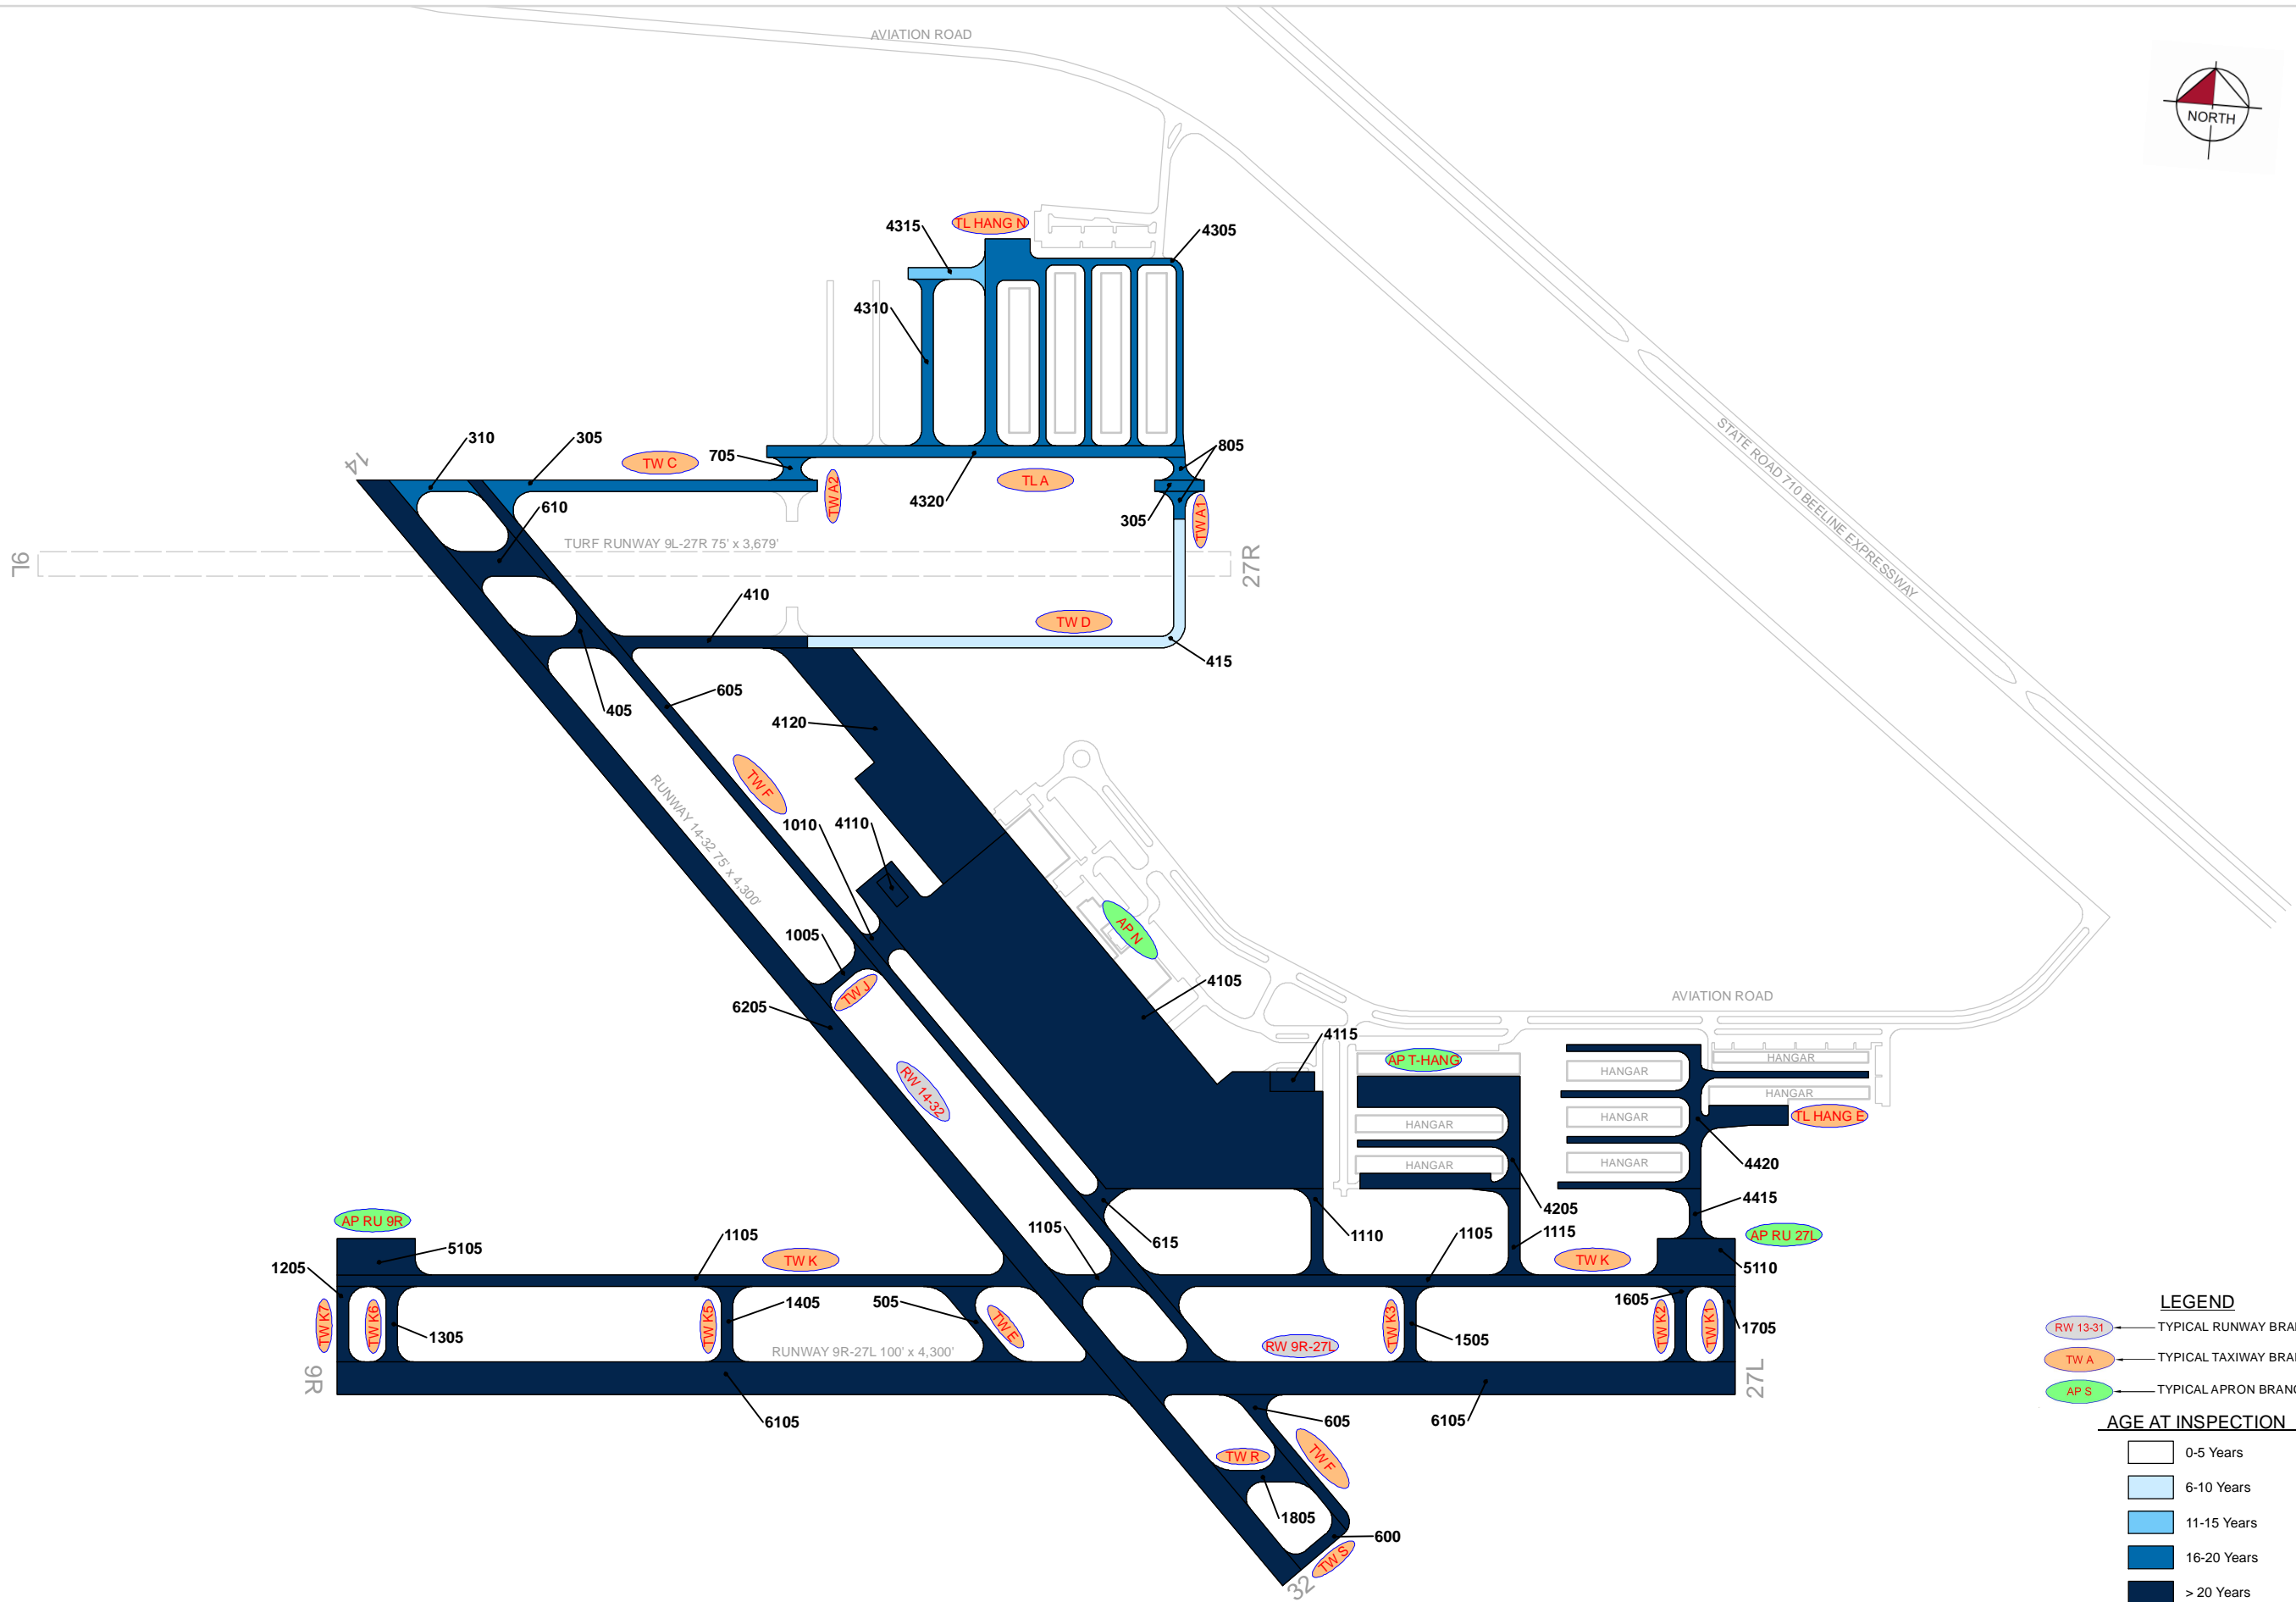 AVIATION ROAD
NORTH
TL HANG N
4315
4305
4310
STATE ROAD 710 BEELINE EXPRESSWAY
310
305
TW C
705
805
14
TW A2
4320
TL A
305
TW A1
610
TURF RUNWAY 9L-27R 75' x 3,679'
9L
27R
410
TW D
415
605
405
4120
TW F
RUNWAY 14-32 75' x 4,300'
1010
4110
1005
TW J
AP N
4105
6205
AVIATION ROAD
4115
AP T-HANG
HANGAR
HANGAR
HANGAR
RW 14-32
HANGAR
HANGAR
TL HANG E
HANGAR
HANGAR
4420
4205
4415
AP RU 9R
5105
1105
TW K
1105
615
1110
1105
1115
TW K
AP RU 27L
5110
1205
TW K7
TW K6
1305
TW K5
1405
505
TW E
RUNWAY 9R-27L 100' x 4,300'
RW 9R-27L
TW K3
1505
1605
TW K2
TW K1
1705
9R
27L
6105
605
6105
TW R
TW F
1805
600
TW S
32
LEGEND
RW 13-31
TYPICAL RUNWAY BRA
TW A
TYPICAL TAXIWAY BRA
AP S
TYPICAL APRON BRANC
AGE AT INSPECTION
0-5 Years
6-10 Years
11-15 Years
16-20 Years
> 20 Years